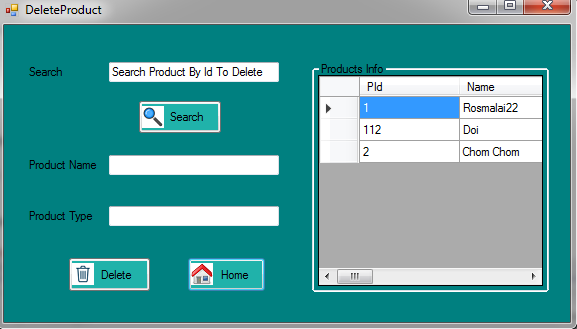 DeleteProduct
Search
Search Product By Id To Delete
Search
Product Name
Product Type
Delete
Home
Products Info
PId Name
1 Rosmalai22
112 Doi
2 Chom Chom